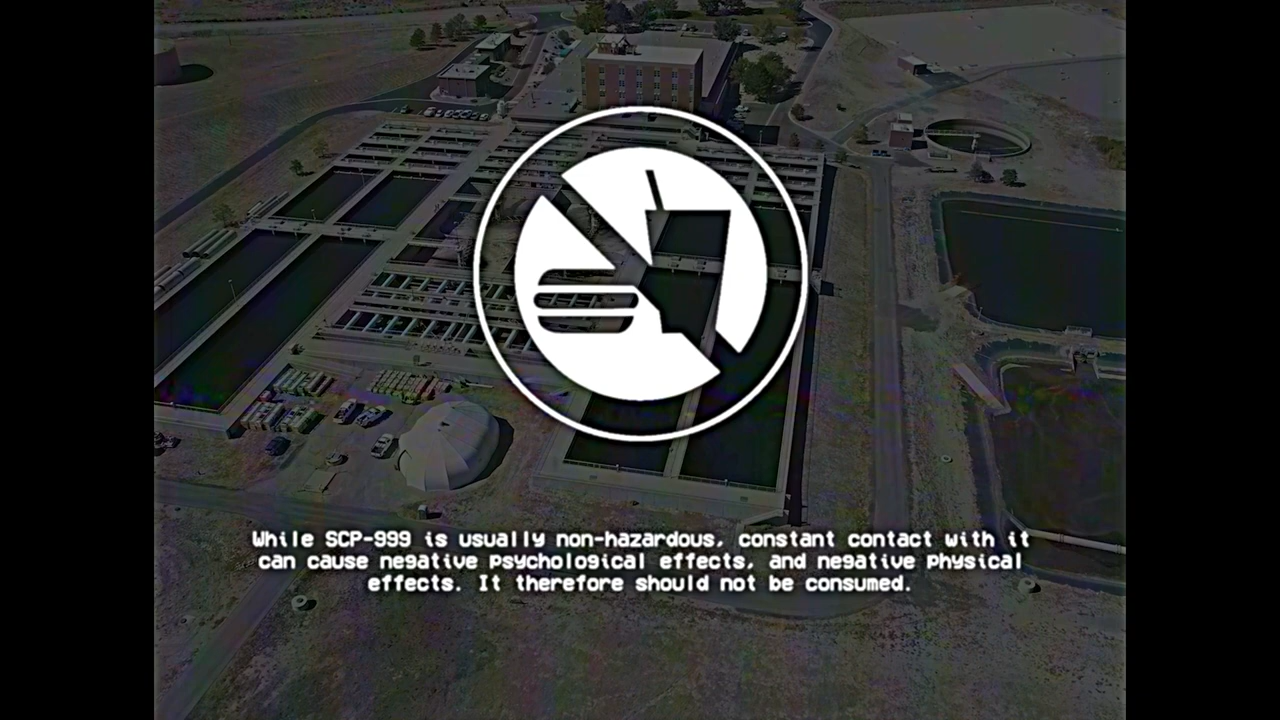 While SCP-999 is usually non-hazardous, constant contact with it
can cause negative psychological effects, and negative physical
effects. It therefore should not be consumed.